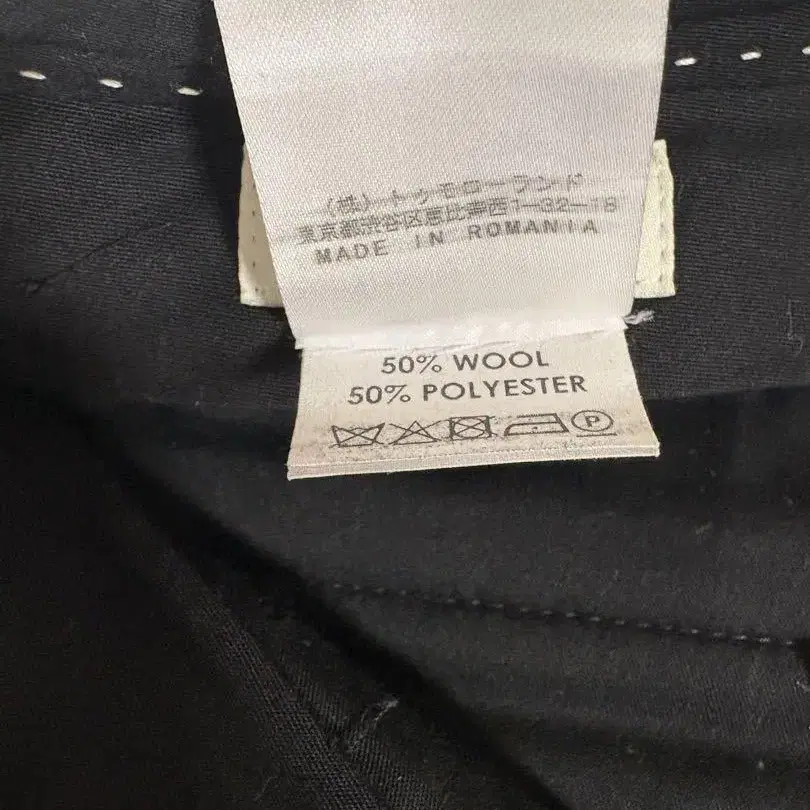 (株)トゥモローランド
東京都渋谷区恵比寿西1-32-18
MADE IN ROMANIA
50% WOOL
50% POLYESTER
P